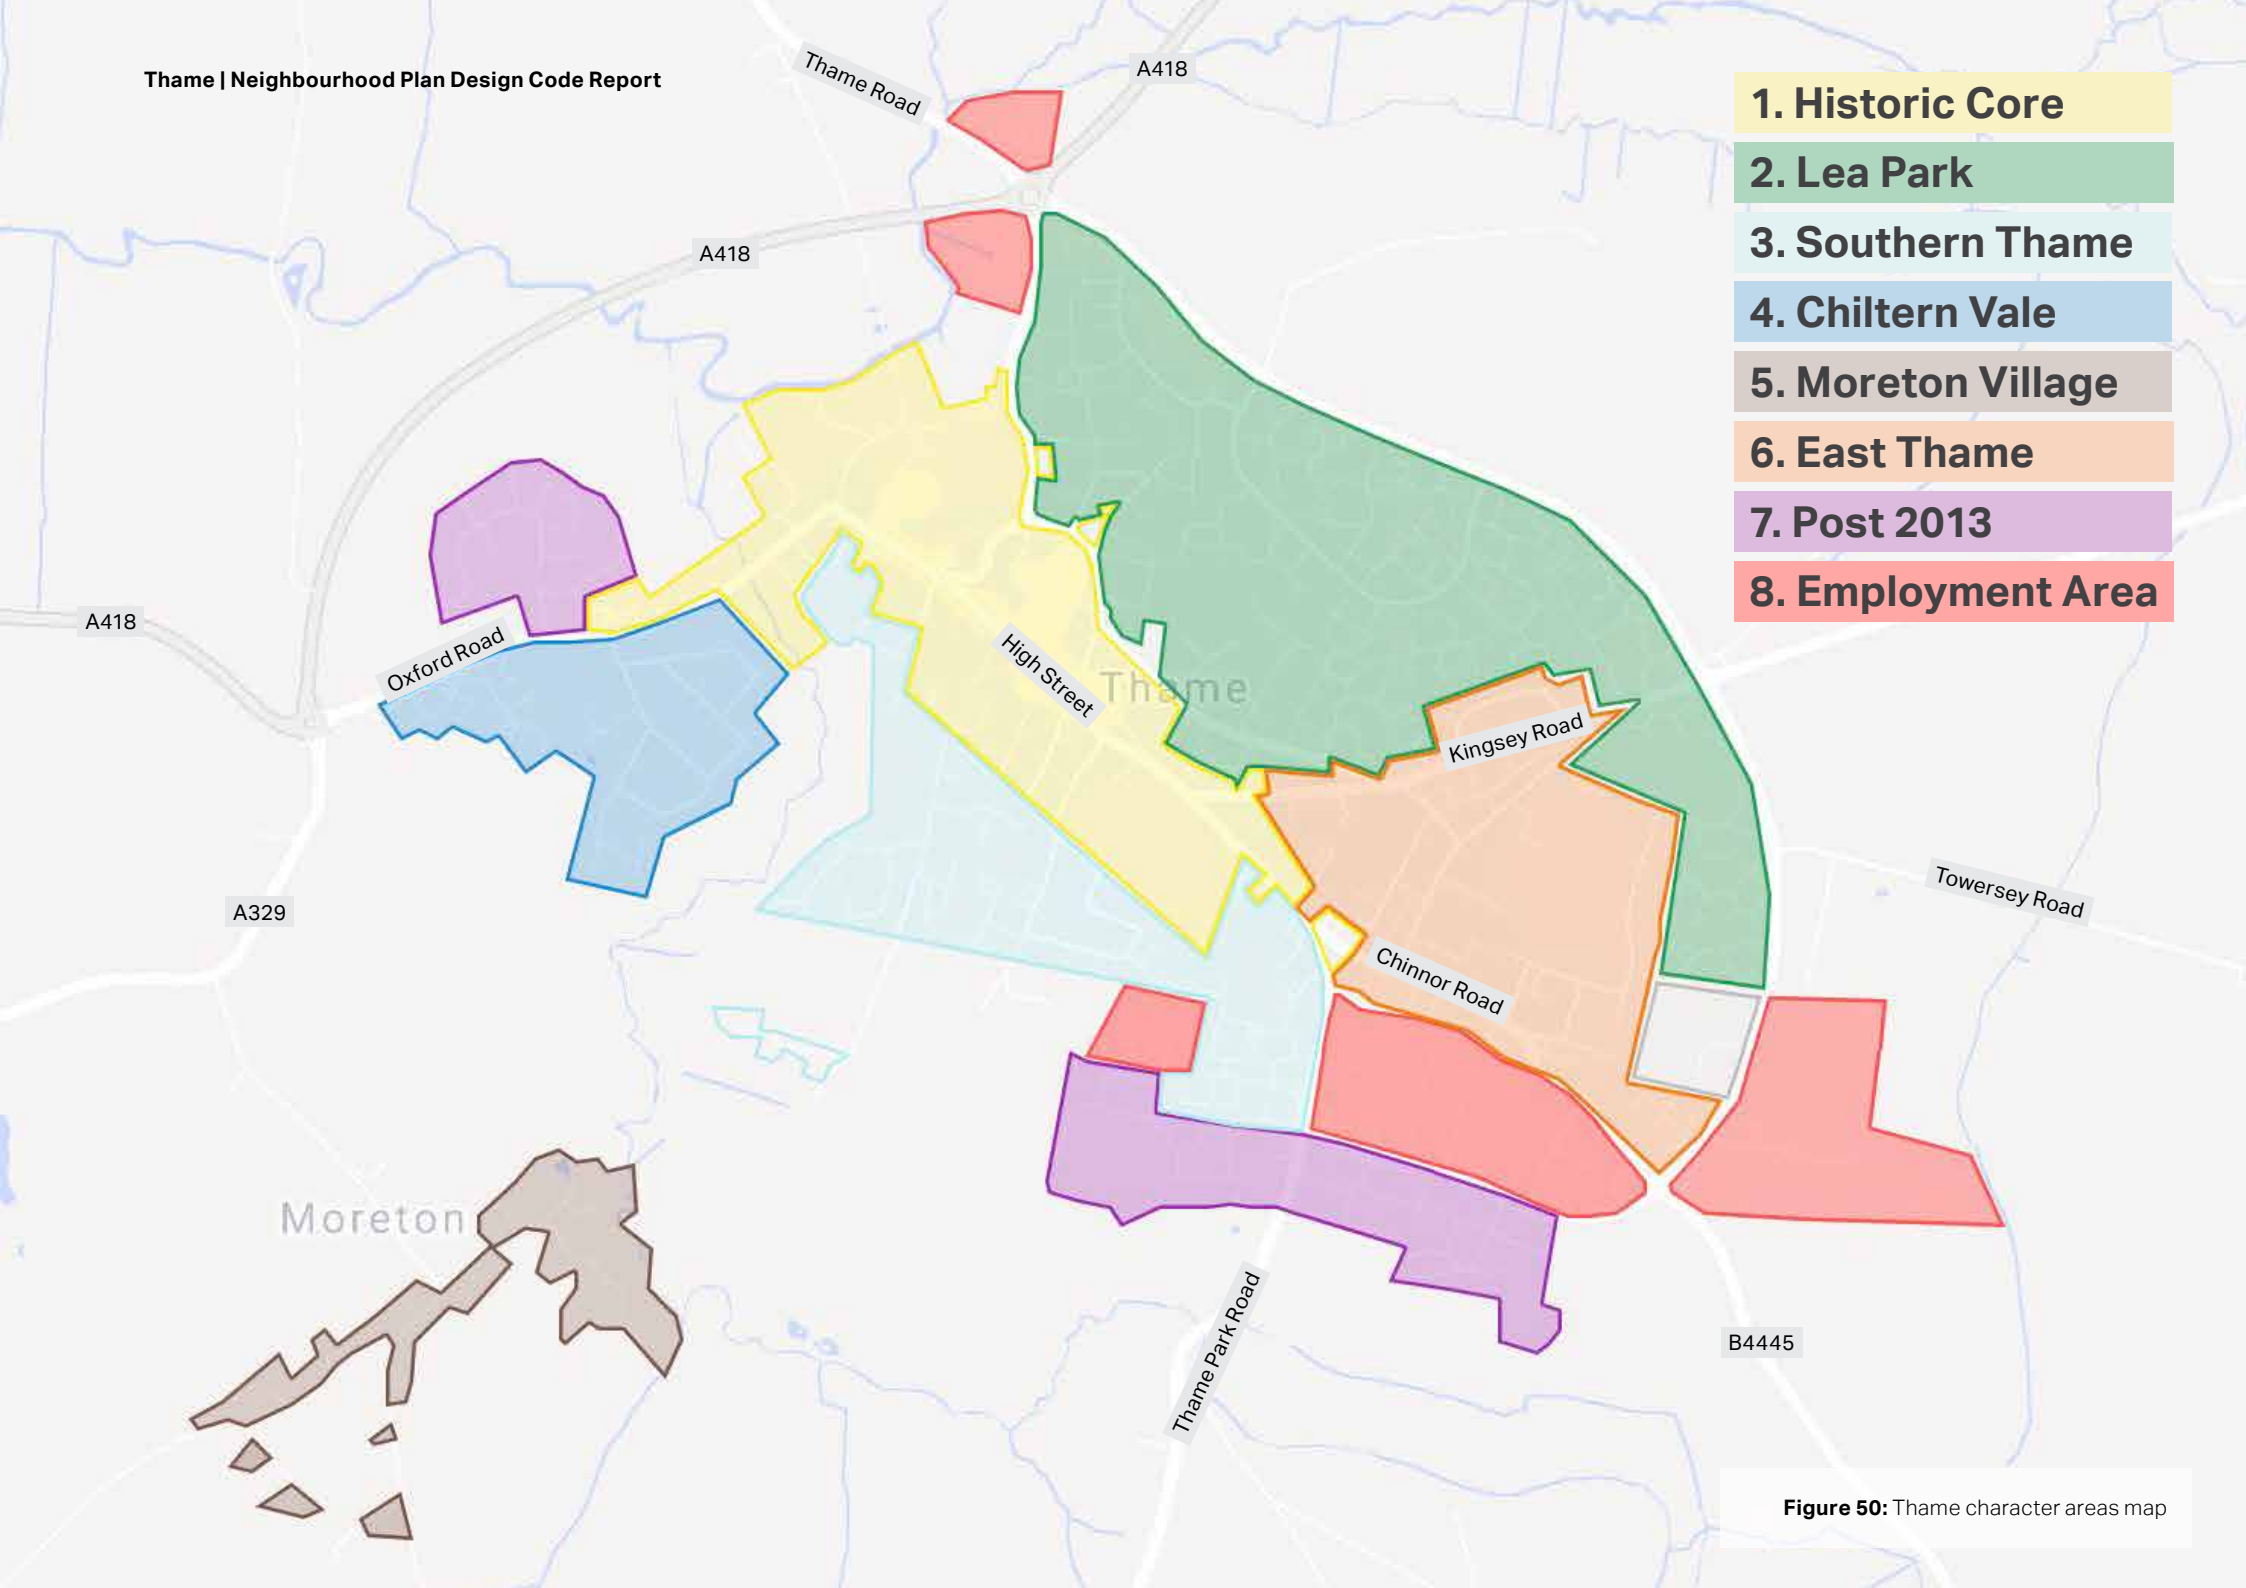 Thame | Neighbourhood Plan Design Code Report
1. Historic Core
2. Lea Park
3. Southern Thame
4. Chiltern Vale
5. Moreton Village
6. East Thame
7. Post 2013
8. Employment Area
Thame Road
A418
A418
A418
Oxford Road
High Street
Thame
Kingsey Road
A329
Towersey Road
Chinnor Road
Moreton
Thame Park Road
B4445
Figure 50: Thame character areas map